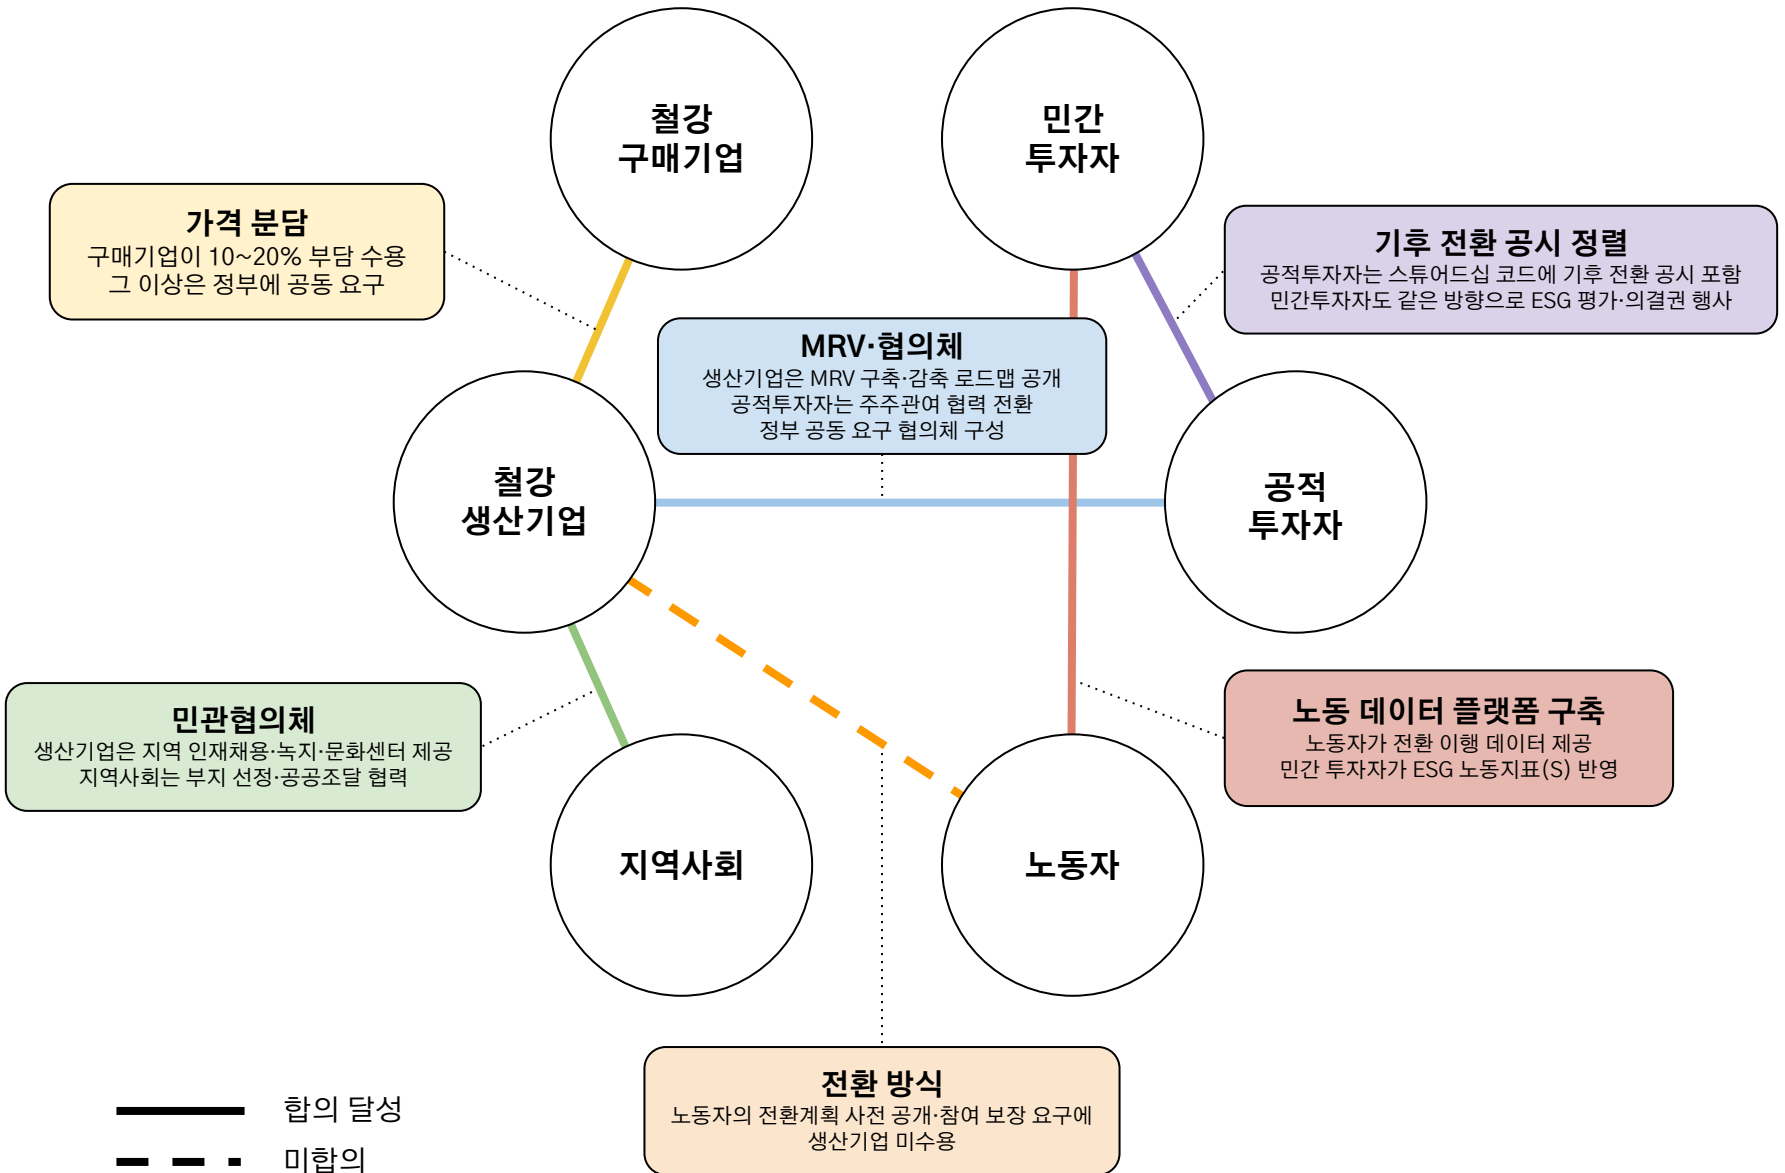 철강
구매기업
민간
투자자
가격 분담
구매기업이 10~20% 부담 수용
그 이상은 정부에 공동 요구
기후 전환 공시 정렬
공적투자자는 스튜어드십 코드에 기후 전환 공시 포함
민간투자자도 같은 방향으로 ESG 평가·의결권 행사
MRV·협의체
생산기업은 MRV 구축·감축 로드맵 공개
공적투자자는 주주관여 협력 전환
정부 공동 요구 협의체 구성
철강
생산기업
공적
투자자
민관협의체
생산기업은 지역 인재채용·녹지·문화센터 제공
지역사회는 부지 선정·공공조달 협력
노동 데이터 플랫폼 구축
노동자가 전환 이행 데이터 제공
민간 투자자가 ESG 노동지표(S) 반영
지역사회
노동자
전환 방식
노동자의 전환계획 사전 공개·참여 보장 요구에
생산기업 미수용
합의 달성
미합의